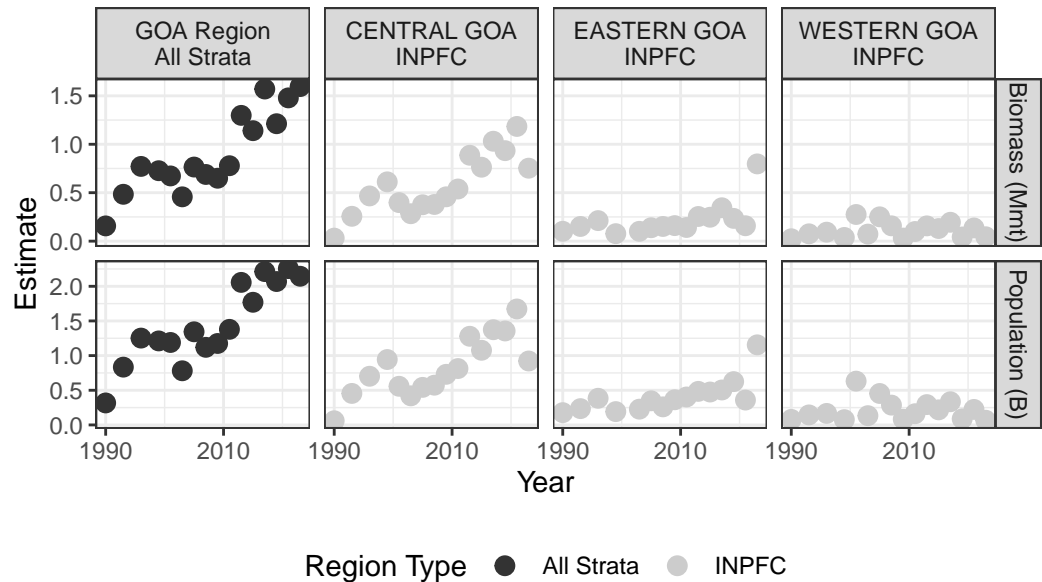 GOA Region
All Strata
CENTRAL GOA
INPFC
EASTERN GOA
INPFC
WESTERN GOA
INPFC
Estimate
1.5
1.0
0.5
0.0
Biomass (Mmt)
2.0
1.5
1.0
0.5
0.0
Population (B)
1990 2010 1990 2010 1990 2010 1990 2010
Year
Region Type All Strata INPFC